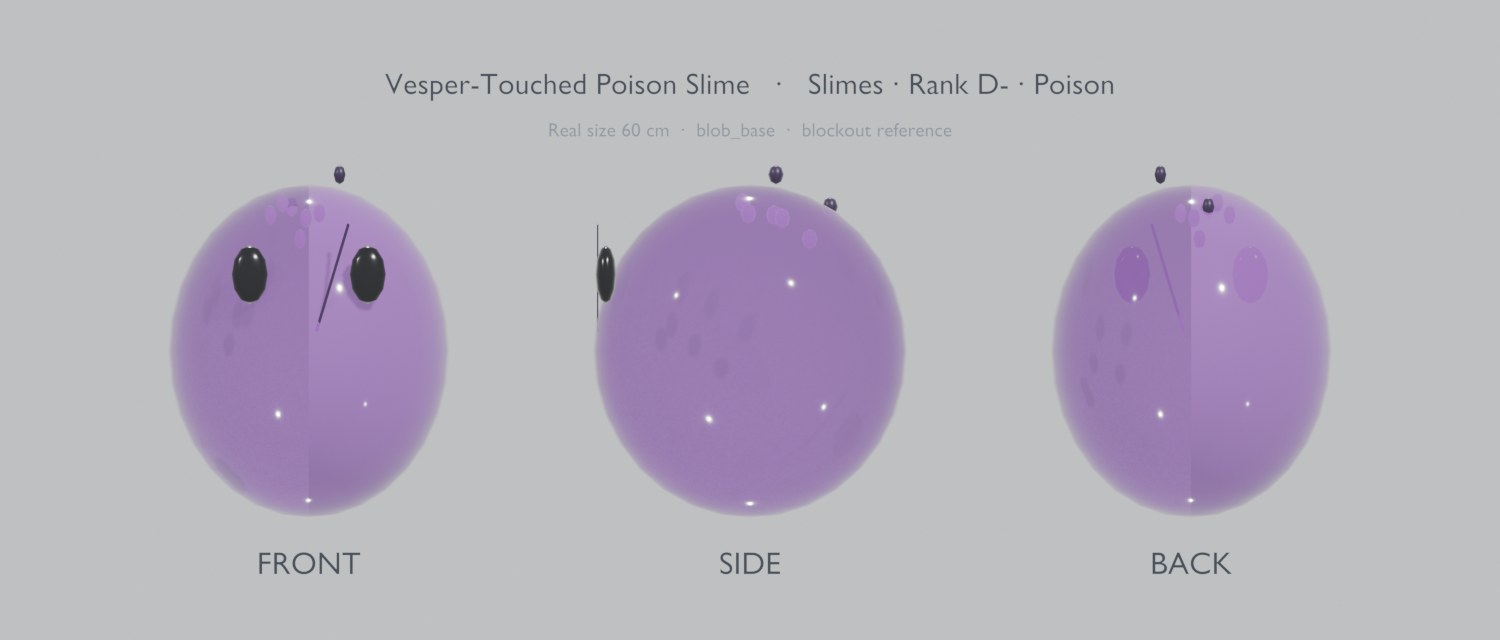 Vesper-Touched Poison Slime · Slimes · Rank D- · Poison
Real size 60 cm · blob_base · blockout reference
FRONT SIDE BACK